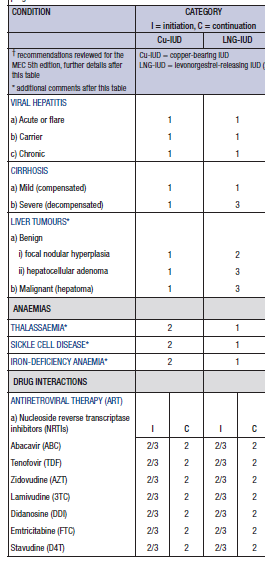 CONDITION CATEGORY
I = initiation, C = continuation
Cu-IUD LNG-IUD
‡ recommendations reviewed for the MEC 5th edition, further details after this table
* additional comments after this table
Cu-IUD = copper-bearing IUD
LNG-IUD = levonorgestrel-releasing IUD (
VIRAL HEPATITIS
a) Acute or flare 1 1
b) Carrier 1 1
c) Chronic 1 1
CIRRHOSIS
a) Mild (compensated) 1 1
b) Severe (decompensated) 1 3
LIVER TUMOURS*
a) Benign
i) focal nodular hyperplasia 1 2
ii) hepatocellular adenoma 1 3
b) Malignant (hepatoma) 1 3
ANAEMIAS
THALASSAEMIA* 2 1
SICKLE CELL DISEASE* 2 1
IRON-DEFICIENCY ANAEMIA* 2 1
DRUG INTERACTIONS
ANTIRETROVIRAL THERAPY (ART)
a) Nucleoside reverse transcriptase
inhibitors (NRTIs) I C I C
Abacavir (ABC) 2/3 2 2/3 2
Tenofovir (TDF) 2/3 2 2/3 2
Zidovudine (AZT) 2/3 2 2/3 2
Lamivudine (3TC) 2/3 2 2/3 2
Didanosine (DDI) 2/3 2 2/3 2
Emtricitabine (FTC) 2/3 2 2/3 2
Stavudine (D4T) 2/3 2 2/3 2